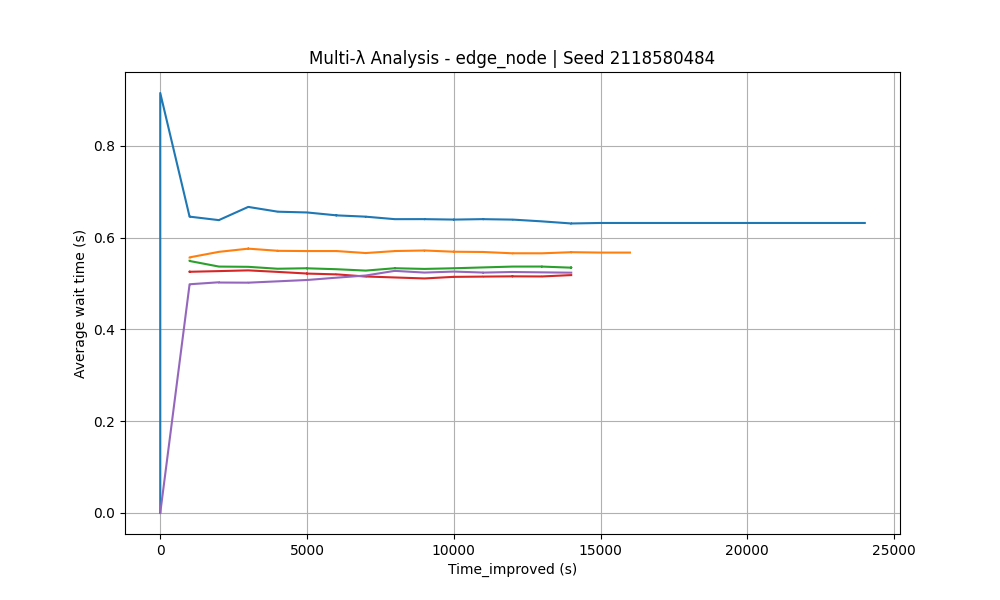 Multi-λ Analysis - edge_node | Seed 2118580484
Average wait time (s)
0.8
0.6
0.4
0.2
0.0
0 5000 10000 15000 20000 25000
Time_improved (s)